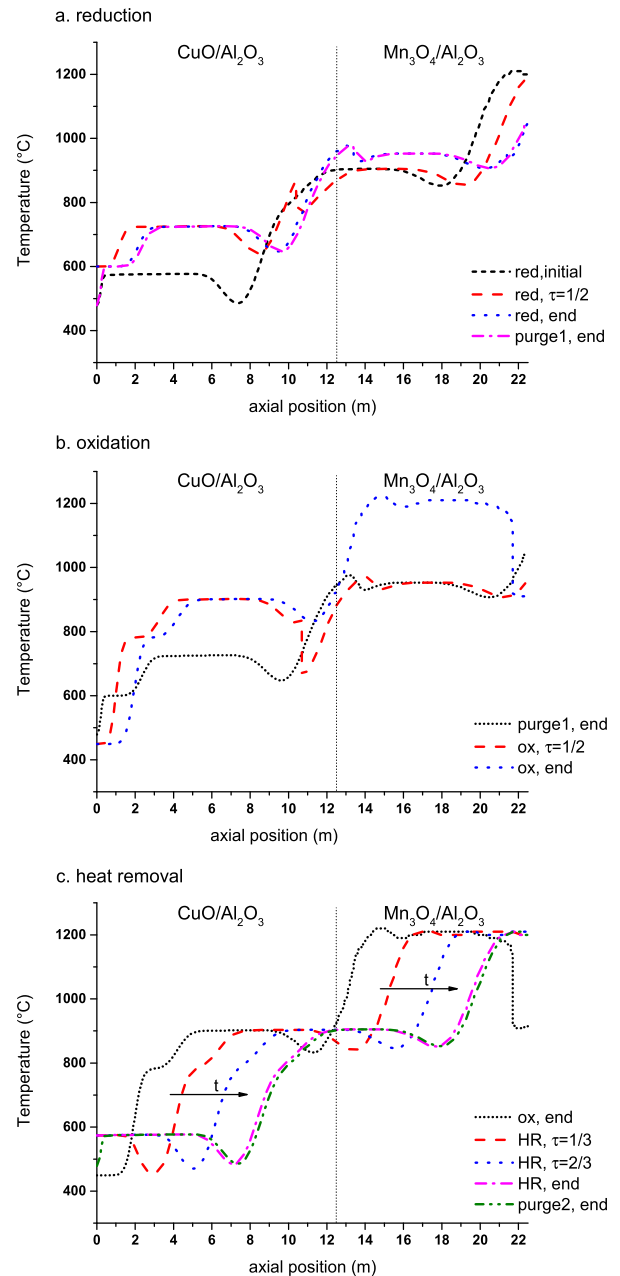 a. reduction
CuO/Al₂O₃ Mn₃O₄/Al₂O₃
1200
1000
800
600
400
Temperature (°C)
red,initial
red, τ=1/2
red, end
purge1, end
0 2 4 6 8 10 12 14 16 18 20 22
axial position (m)
b. oxidation
CuO/Al₂O₃ Mn₃O₄/Al₂O₃
1200
1000
800
600
400
Temperature (°C)
purge1, end
ox, τ=1/2
ox, end
0 2 4 6 8 10 12 14 16 18 20 22
axial position (m)
c. heat removal
CuO/Al₂O₃ Mn₃O₄/Al₂O₃
1200
1000
800
600
400
Temperature (°C)
t
t
ox, end
HR, τ=1/3
HR, τ=2/3
HR, end
purge2, end
0 2 4 6 8 10 12 14 16 18 20 22
axial position (m)